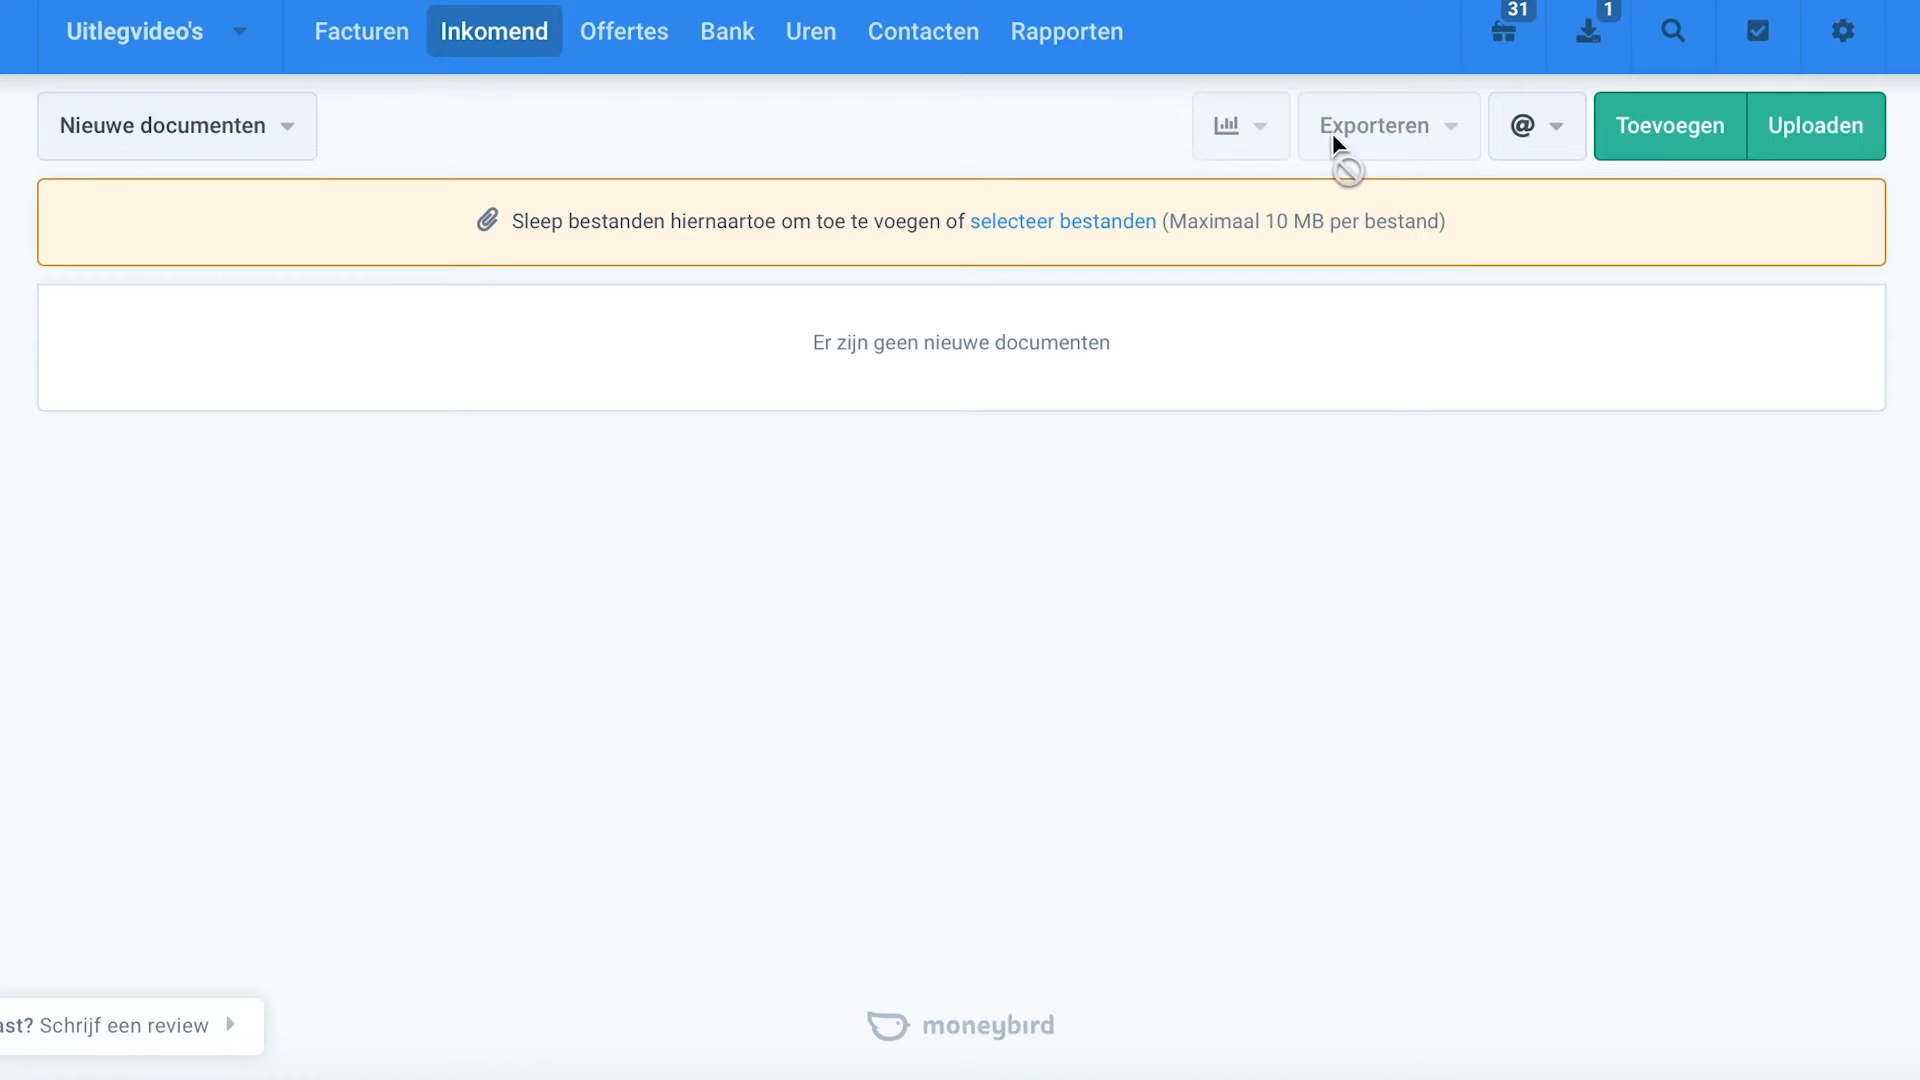 Uitlegvideo's Facturen Inkomend Offertes Bank Uren Contacten Rapporten 31 1
Nieuwe documenten Exporteren @ Toevoegen Uploaden
Sleep bestanden hiernaartoe om toe te voegen of selecteer bestanden (Maximaal 10 MB per bestand)
Er zijn geen nieuwe documenten
ast? Schrijf een review
moneybird